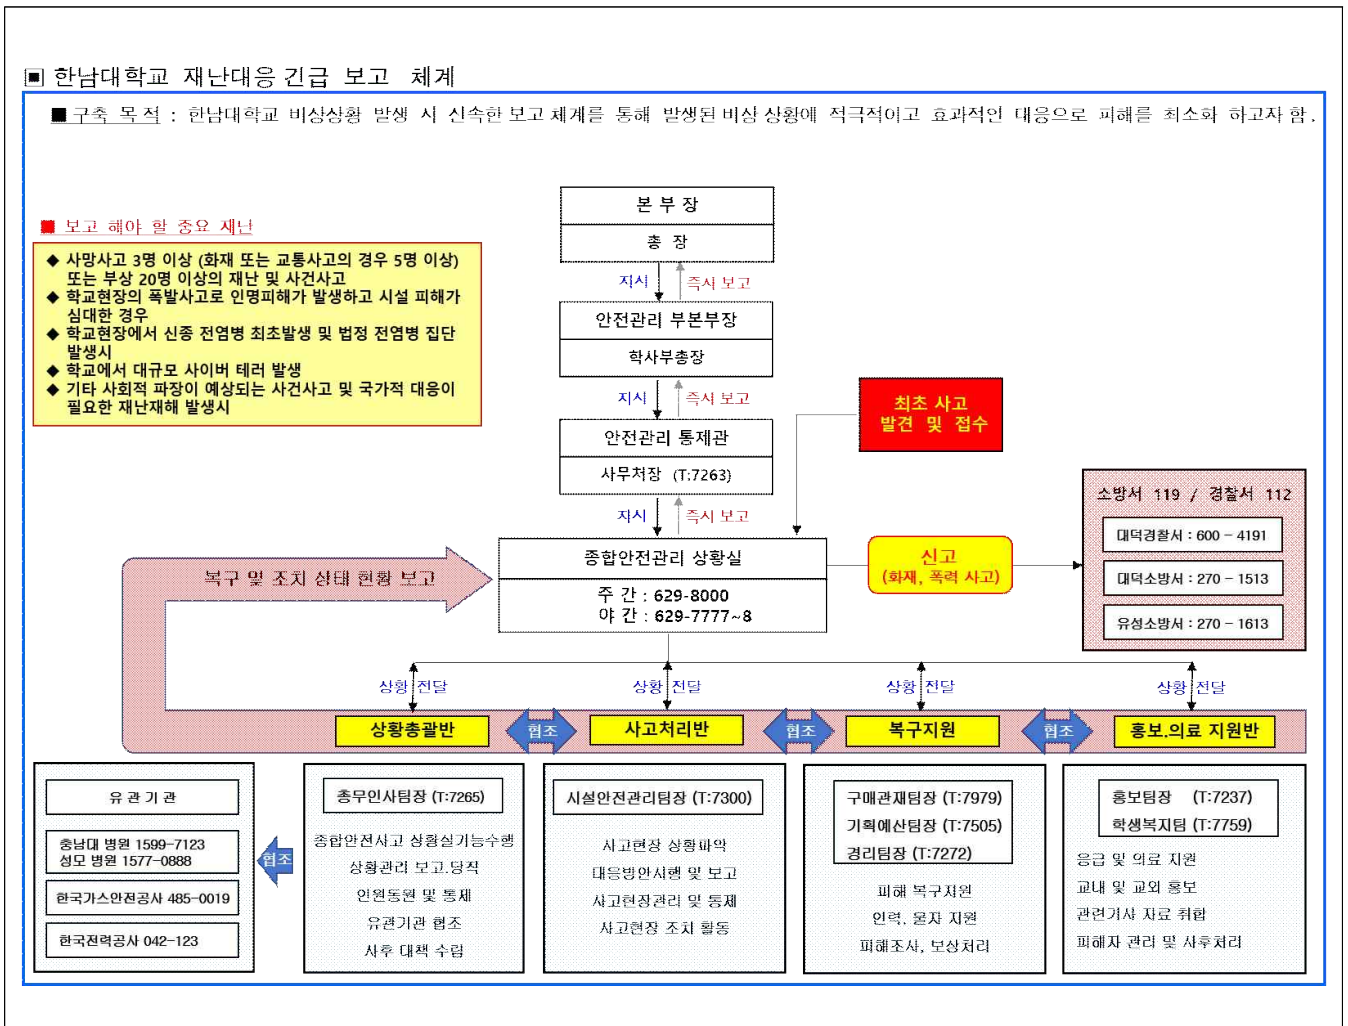 ▣ 한남대학교 재난대응 긴급 보고 체계
■ 구축 목적 : 한남대학교 비상상황 발생 시 신속한 보고 체계를 통해 발생된 비상 상황에 적극적이고 효과적인 대응으로 피해를 최소화 하고자 함.
■ 보고 해야 할 중요 재난
◆ 사망사고 3명 이상 (화재 또는 교통사고의 경우 5명 이상)
또는 부상 20명 이상의 재난 및 사건사고
◆ 학교현장의 폭발사고로 인명피해가 발생하고 시설 피해가
심대한 경우
◆ 학교현장에서 신종 전염병 최초발생 및 법정 전염병 집단
발생시
◆ 학교에서 대규모 사이버 테러 발생
◆ 기타 사회적 파장이 예상되는 사건사고 및 국가적 대응이
필요한 재난재해 발생시
본 부 장
총 장
지시 즉시 보고
안전관리 부본부장
학사부총장
지시 즉시 보고
안전관리 통제관
사무처장 (T:7263)
지시 즉시 보고
최초 사고
발견 및 접수
종합안전관리 상황실
주 간 : 629-8000
야 간 : 629-7777~8
신고
(화재, 폭력 사고)
소방서 119 / 경찰서 112
대덕경찰서 : 600 - 4191
대덕소방서 : 270 - 1513
유성소방서 : 270 - 1613
복구 및 조치 상태 현황 보고
상황 전달
상황 전달
상황 전달
상황 전달
상황총괄반
협조
사고처리반
협조
복구지원
협조
홍보.의료 지원반
유 관 기 관
충남대 병원 1599-7123
성모 병원 1577-0888
한국가스안전공사 485-0019
한국전력공사 042-123
협조
총무인사팀장 (T:7265)
종합안전사고 상황실기능수행
상황관리 보고.당직
인원동원 및 통제
유관기관 협조
사후 대책 수립
시설안전관리팀장 (T:7300)
사고현장 상황파악
대응방안시행 및 보고
사고현장관리 및 통제
사고현장 조치 활동
구매관재팀장 (T:7979)
기획예산팀장 (T:7505)
경리팀장 (T:7272)
피해 복구지원
인력, 물자 지원
피해조사, 보상처리
홍보팀장 (T:7237)
학생복지팀 (T:7759)
응급 및 의료 지원
교내 및 교외 홍보
관련기사 자료 취합
피해자 관리 및 사후처리